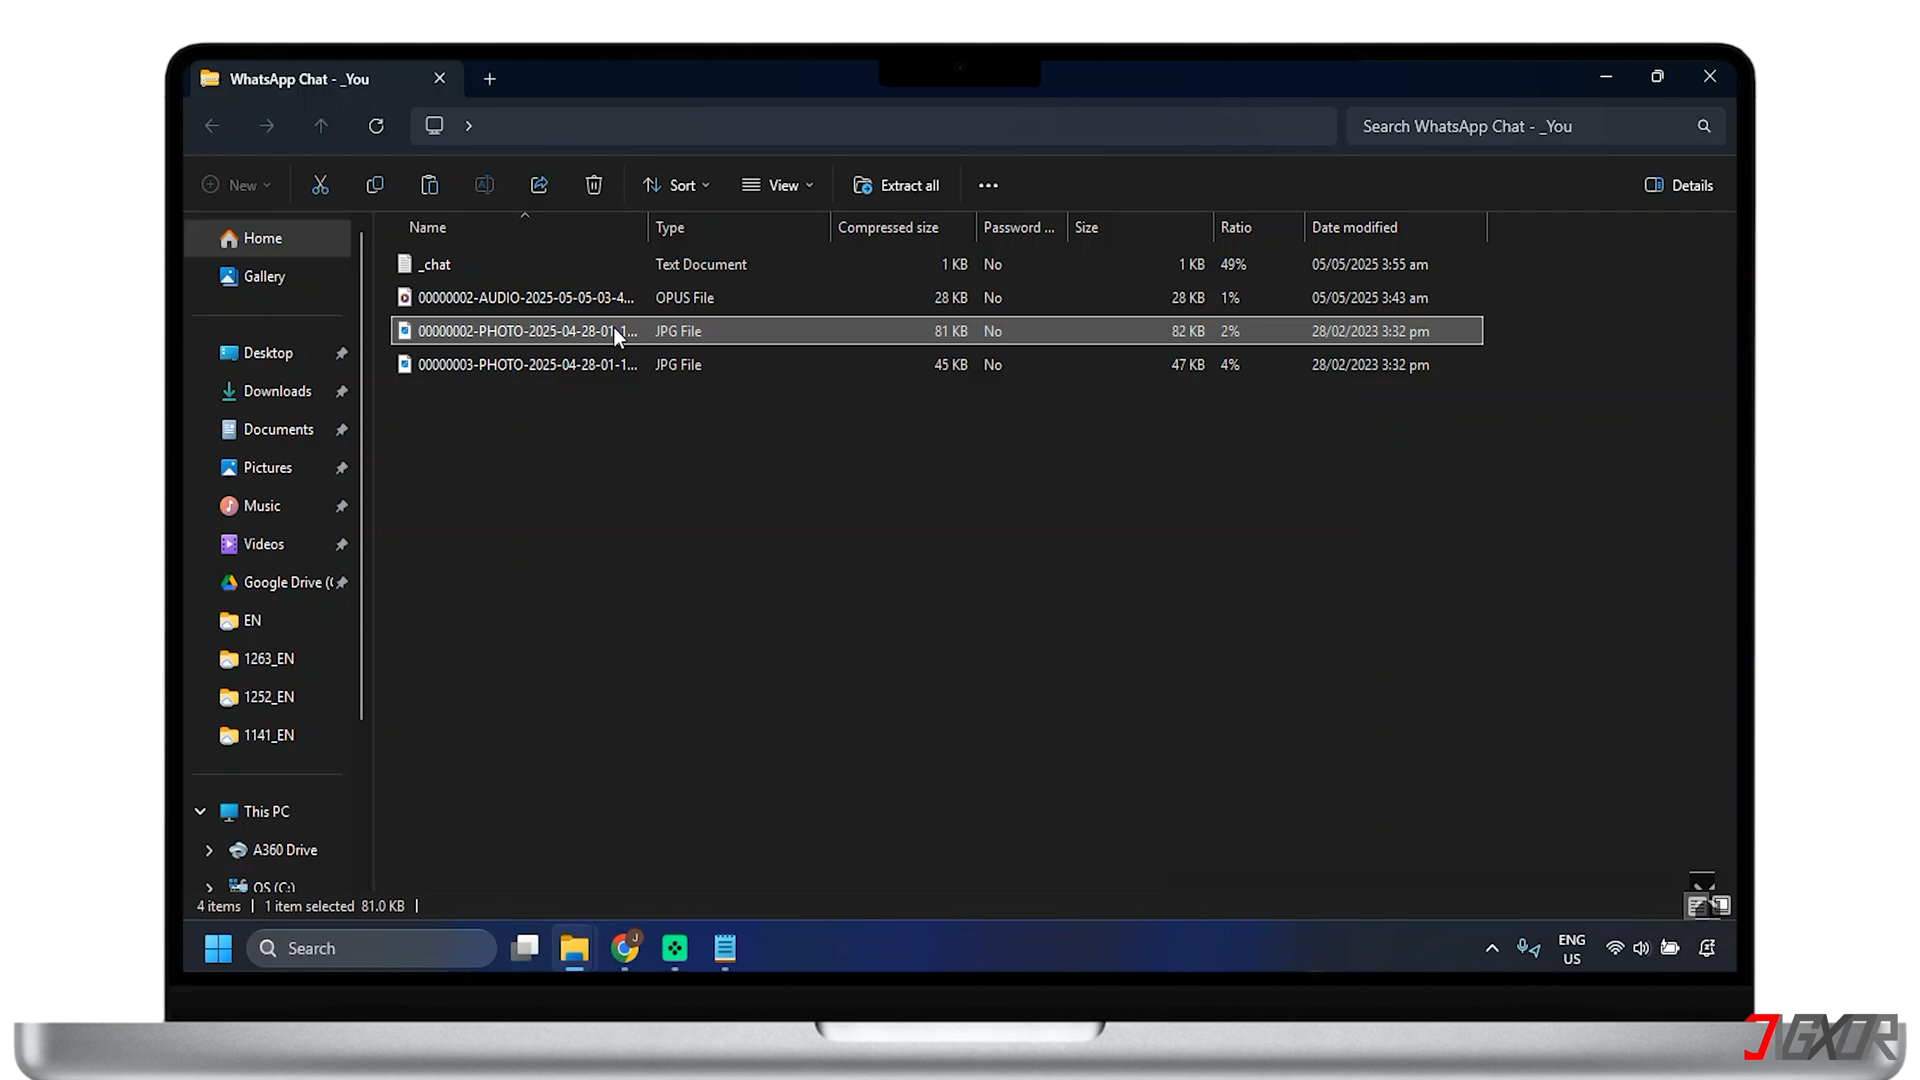 WhatsApp Chat - _You
Search WhatsApp Chat - _You
New
Sort
View
Extract all
Details
Name Type Compressed size Password ... Size Ratio Date modified
_chat Text Document 1 KB No 1 KB 49% 05/05/2025 3:55 am
00000002-AUDIO-2025-05-05-03-4... OPUS File 28 KB No 28 KB 1% 05/05/2025 3:43 am
00000002-PHOTO-2025-04-28-01-1... JPG File 81 KB No 82 KB 2% 28/02/2023 3:32 pm
00000003-PHOTO-2025-04-28-01-1... JPG File 45 KB No 47 KB 4% 28/02/2023 3:32 pm
Home
Gallery
Desktop
Downloads
Documents
Pictures
Music
Videos
Google Drive (
EN
1263_EN
1252_EN
1141_EN
This PC
A360 Drive
OS (C:)
4 items 1 item selected 81.0 KB
Search
J
ENG
US
JGXOR